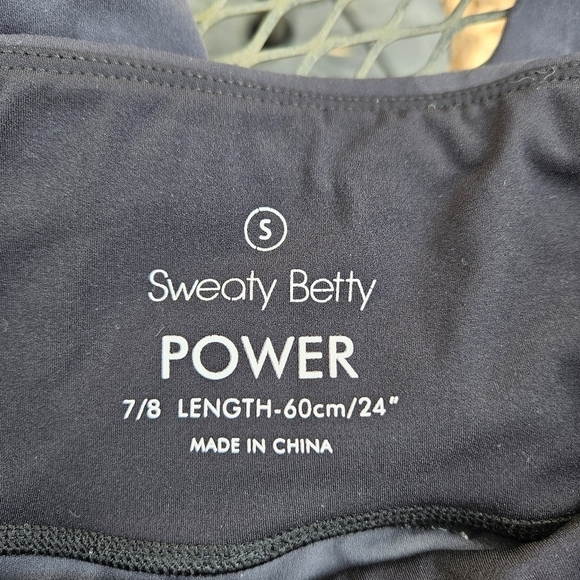 S
Sweaty Betty
POWER
7/8 LENGTH-60cm/24"
MADE IN CHINA